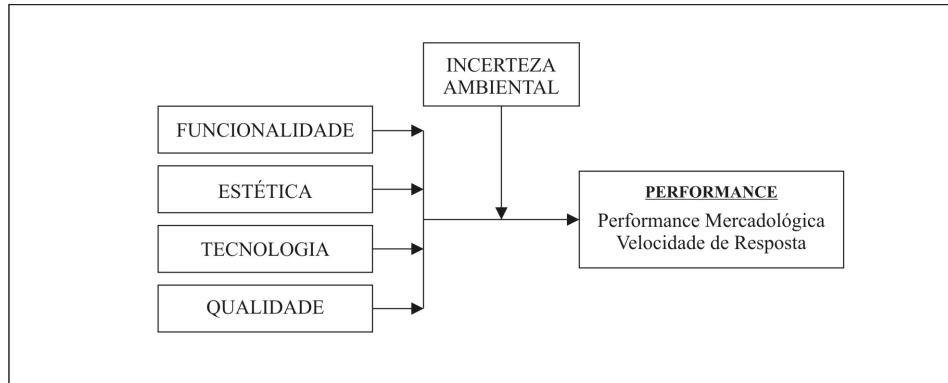 INCERTEZA
AMBIENTAL
FUNCIONALIDADE
ESTÉTICA
TECNOLOGIA
QUALIDADE
PERFORMANCE
Performance Mercadológica
Velocidade de Resposta